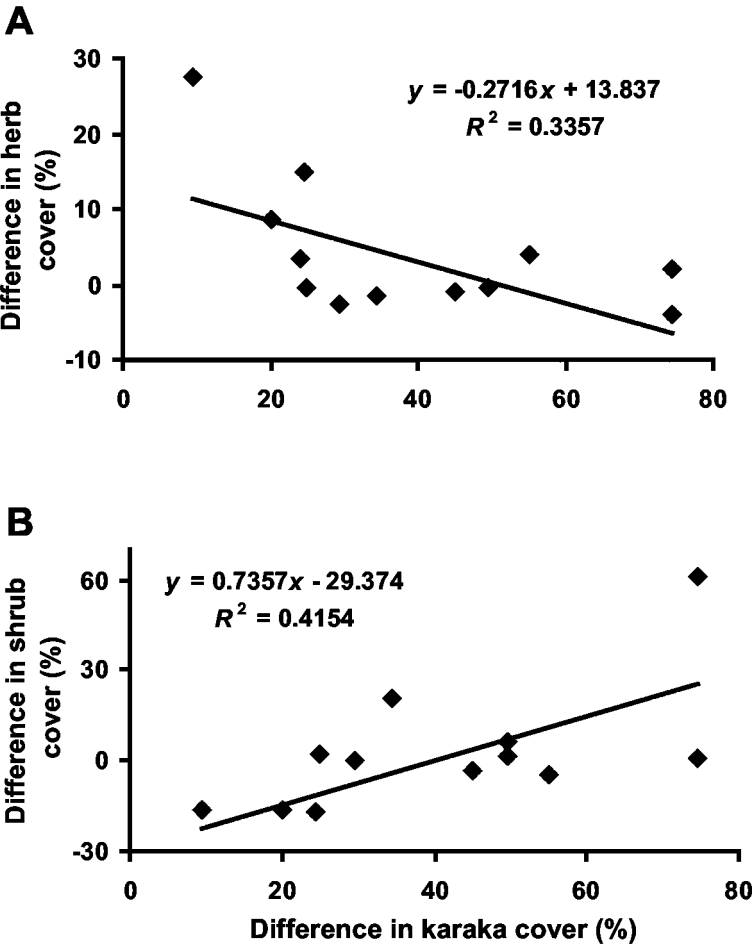 A
30
20
10
0
-10
Difference in herb
cover (%)
y = -0.2716x + 13.837
R² = 0.3357
0 20 40 60 80
B
60
30
0
-30
Difference in shrub
cover (%)
y = 0.7357x - 29.374
R² = 0.4154
0 20 40 60 80
Difference in karaka cover (%)